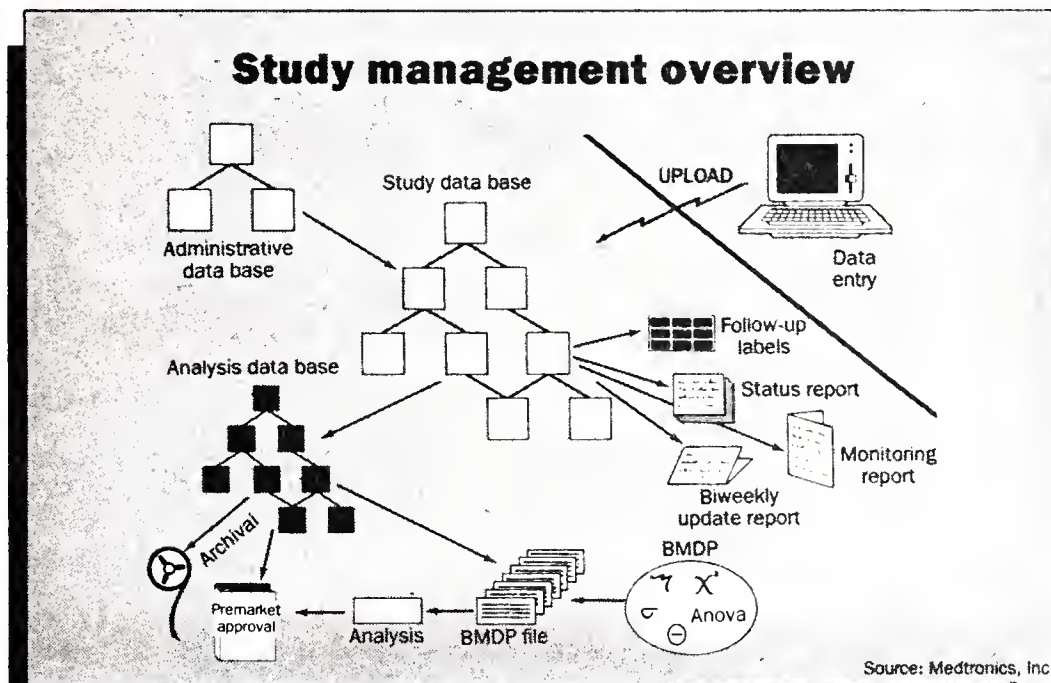 Study management overview
Administrative
data base
Study data base
UPLOAD
Data
entry
Follow-up
labels
Status report
Monitoring
report
Biweekly
update report
Analysis data base
Archival
Premarket
approval
Analysis
BMDP file
BMDP
χ²
σ
Anova
Source: Medtronics, Inc